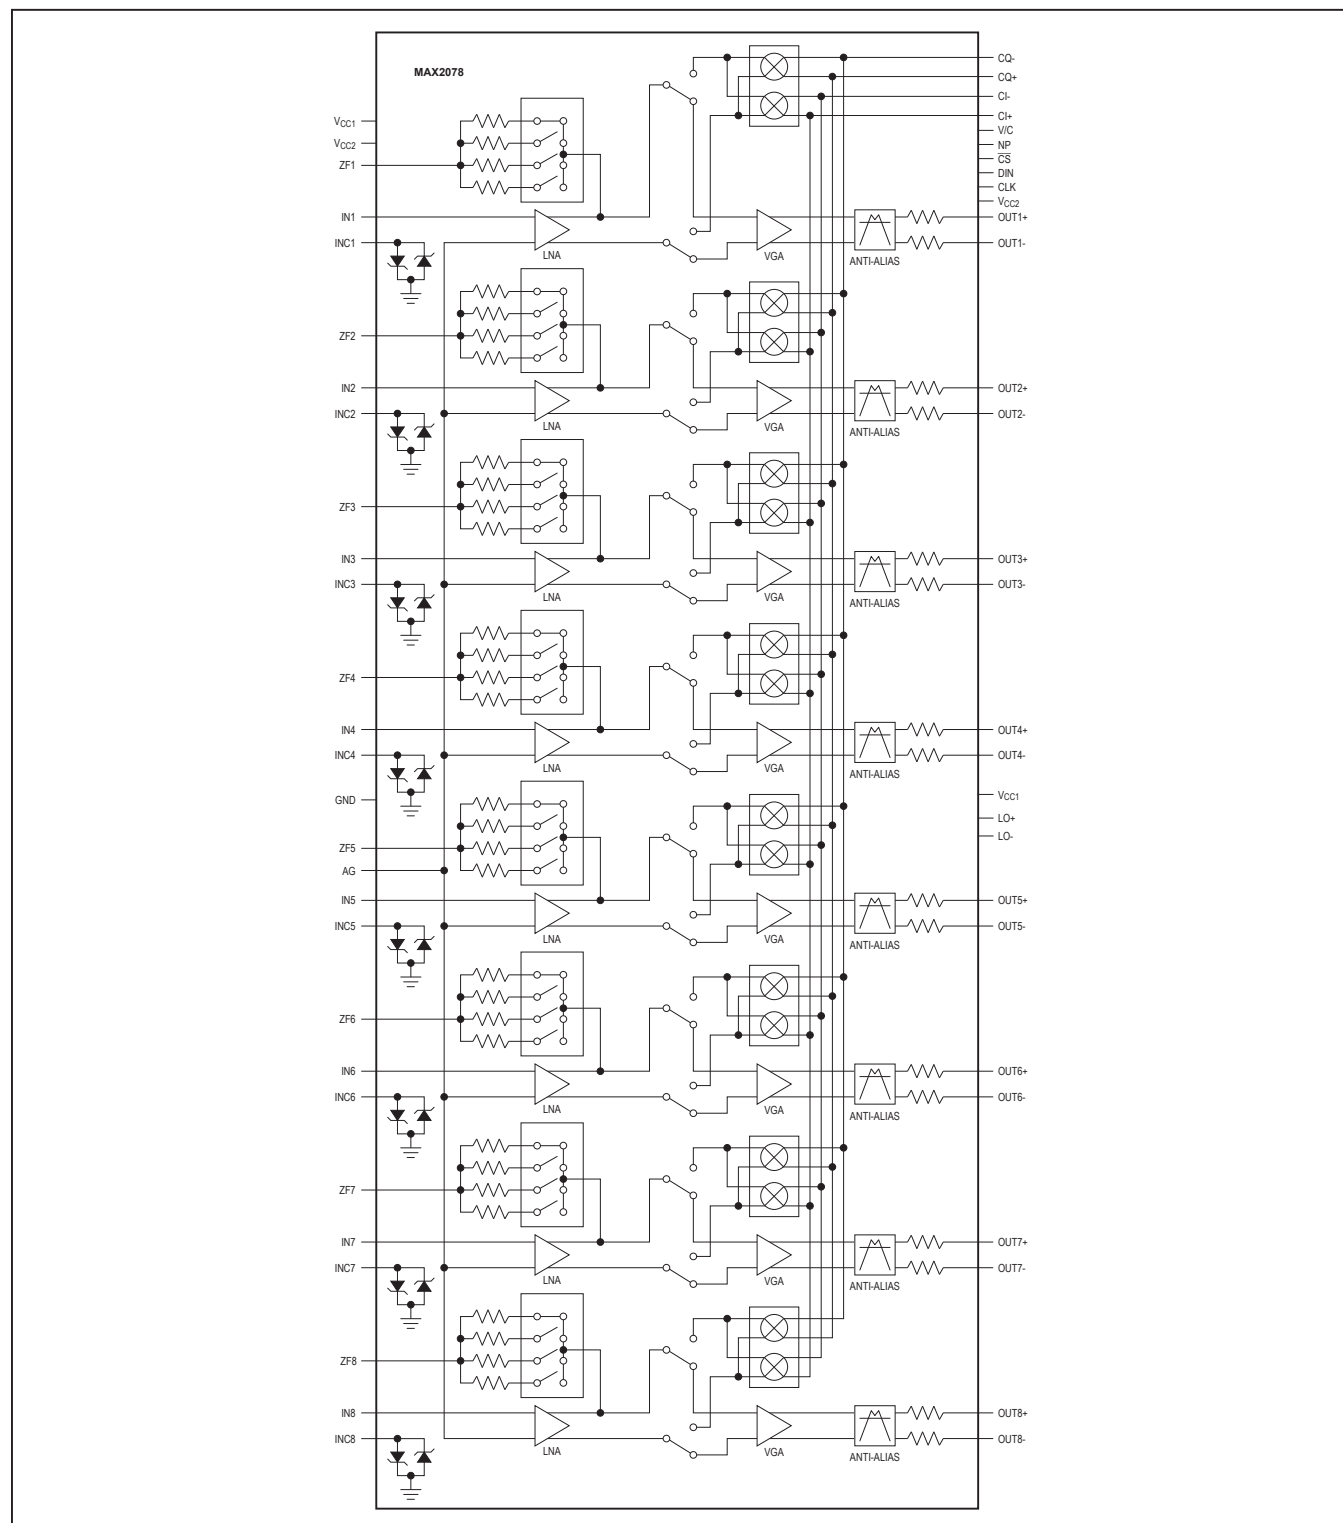 MAX2078
CQ-
CQ+
CI-
CI+
VCC1
V/C
VCC2
NP
ZF1
C̅S̅
DIN
CLK
VCC2
IN1
OUT1+
INC1
OUT1-
LNA
VGA
ANTI-ALIAS
ZF2
IN2
OUT2+
INC2
OUT2-
LNA
VGA
ANTI-ALIAS
ZF3
IN3
OUT3+
INC3
OUT3-
LNA
VGA
ANTI-ALIAS
ZF4
IN4
OUT4+
INC4
OUT4-
LNA
VGA
ANTI-ALIAS
GND
VCC1
LO+
LO-
ZF5
AG
IN5
OUT5+
INC5
OUT5-
LNA
VGA
ANTI-ALIAS
ZF6
IN6
OUT6+
INC6
OUT6-
LNA
VGA
ANTI-ALIAS
ZF7
IN7
OUT7+
INC7
OUT7-
LNA
VGA
ANTI-ALIAS
ZF8
IN8
OUT8+
INC8
OUT8-
LNA
VGA
ANTI-ALIAS